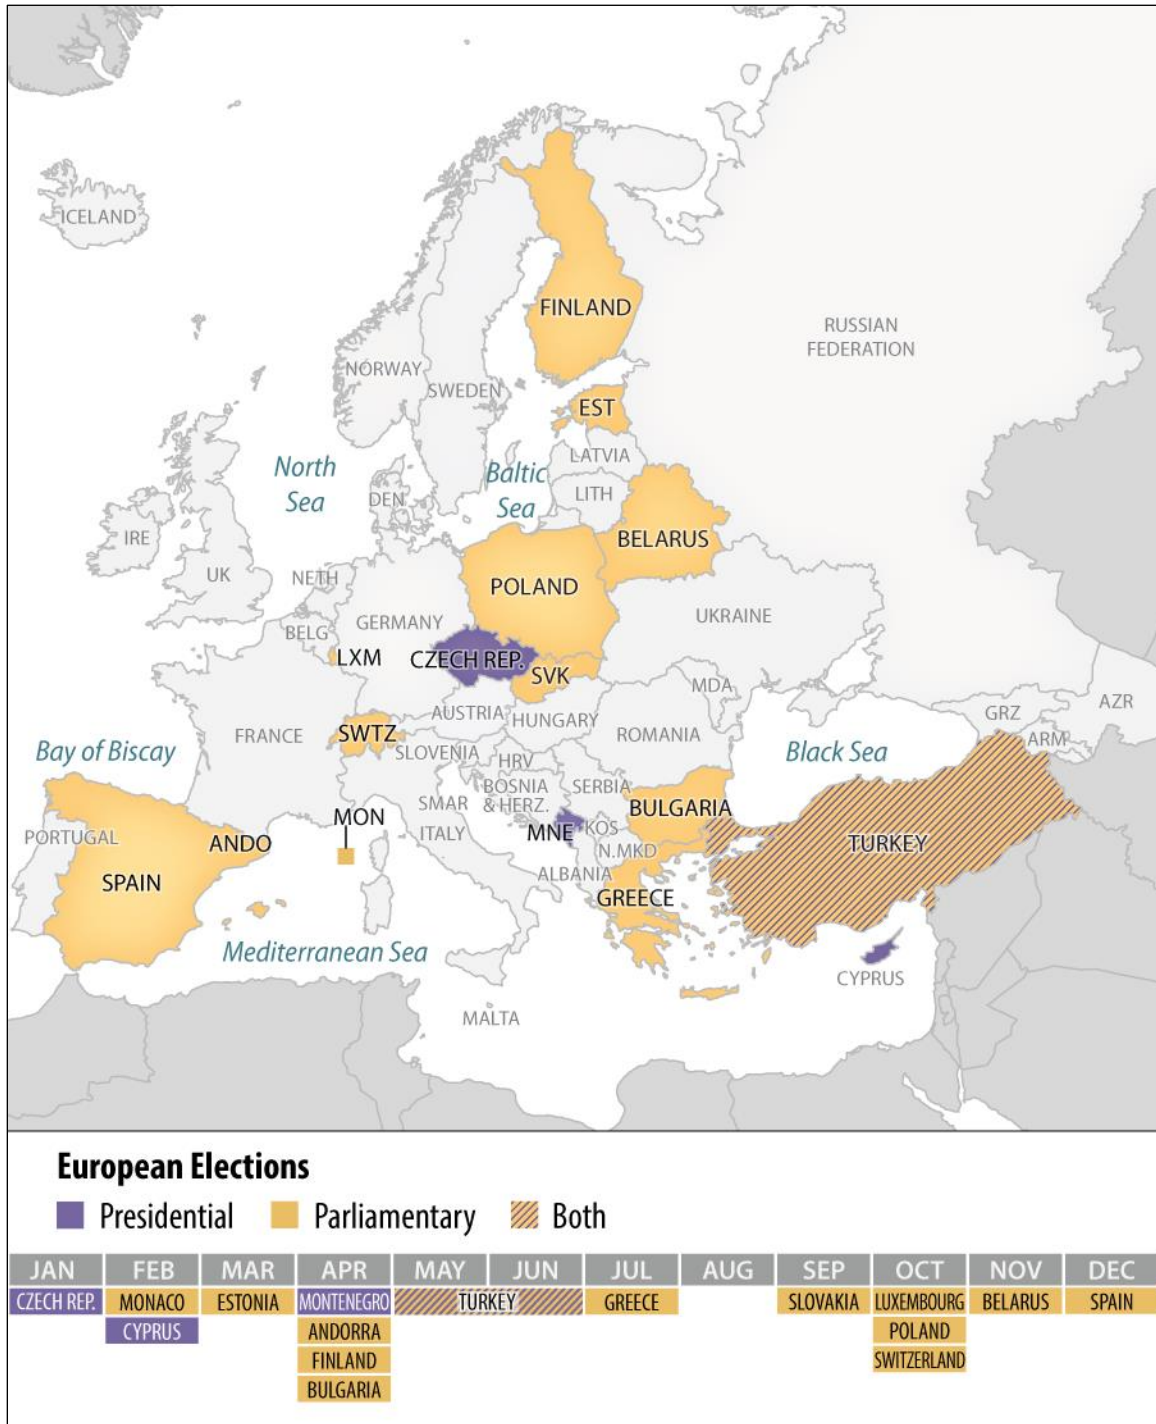 ICELAND
FINLAND
RUSSIAN
FEDERATION
NORWAY
SWEDEN
EST
LATVIA
North
Sea
Baltic
Sea
DEN
LITH
IRE
BELARUS
UK
NETH
POLAND
UKRAINE
BELG
GERMANY
LXM
CZECH REP.
SVK
MDA
AZR
AUSTRIA
HUNGARY
GRZ
FRANCE
SWTZ
ROMANIA
ARM
Bay of Biscay
SLOVENIA
HRV
Black Sea
BOSNIA
& HERZ.
SERBIA
SMAR
BULGARIA
MON
PORTUGAL
ITALY
MNE
KOS
ANDO
N.MKD
TURKEY
ALBANIA
SPAIN
GREECE
Mediterranean Sea
CYPRUS
MALTA
European Elections
Presidential Parliamentary Both
JAN FEB MAR APR MAY JUN JUL AUG SEP OCT NOV DEC
CZECH REP. MONACO ESTONIA MONTENEGRO TURKEY GREECE SLOVAKIA LUXEMBOURG BELARUS SPAIN
CYPRUS ANDORRA POLAND
FINLAND SWITZERLAND
BULGARIA